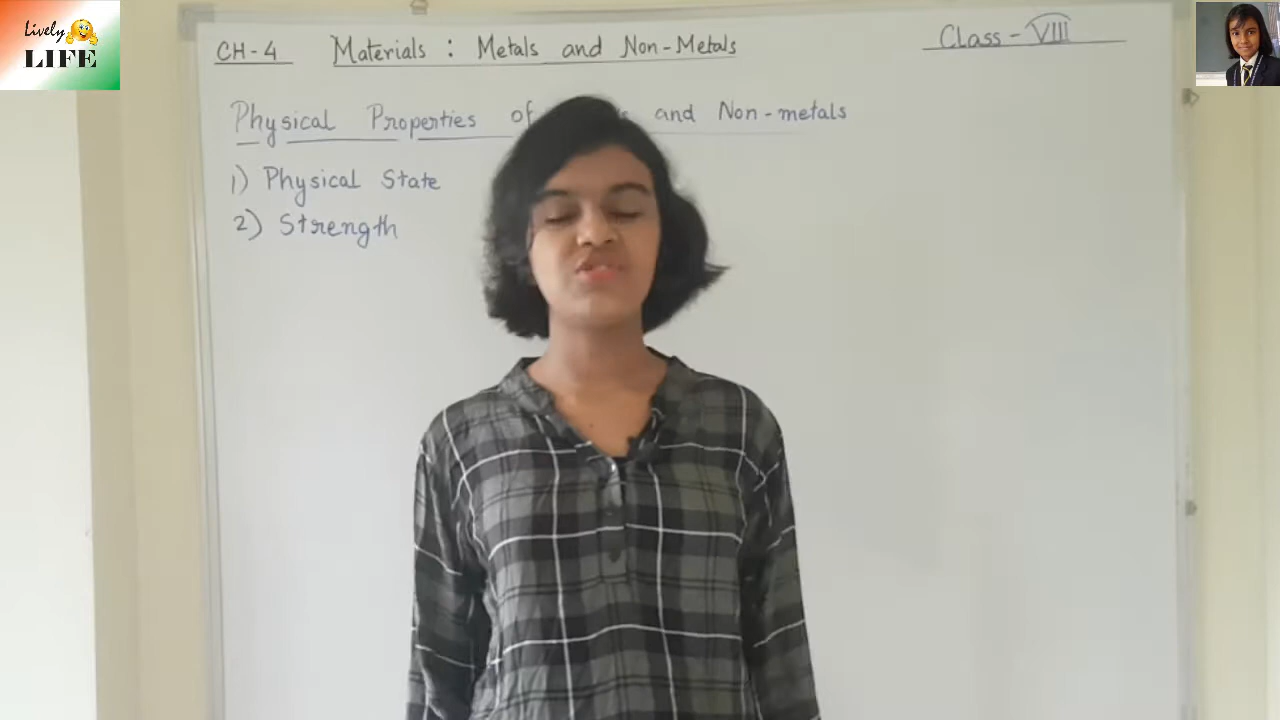 Lively
LIFE
CH-4 Materials : Metals and Non-Metals Class - VIII
Physical Properties of and Non-metals
1) Physical State
2) Strength